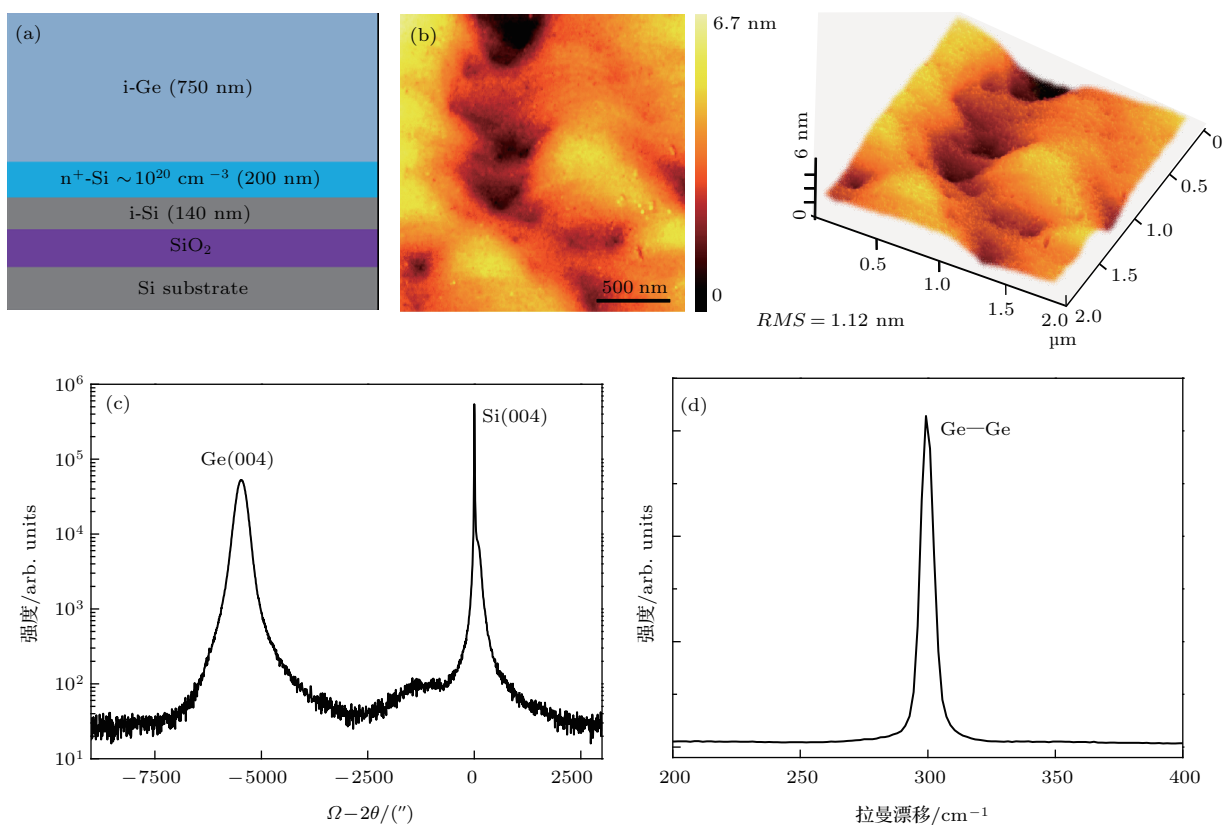 (a)
i-Ge (750 nm)
n⁺-Si ∼10²⁰ cm⁻³ (200 nm)
i-Si (140 nm)
SiO₂
Si substrate
(b)
500 nm
6.7 nm
0
6 nm
0
0.5
1.0
1.5
2.0
0
0.5
1.0
1.5
2.0
µm
RMS = 1.12 nm
(c)
10⁶
10⁵
10⁴
10³
10²
10¹
强度/arb. units
Ge(004)
Si(004)
−7500
−5000
−2500
0
2500
Ω−2θ/(″)
(d)
强度/arb. units
Ge—Ge
200
250
300
350
400
拉曼漂移/cm⁻¹